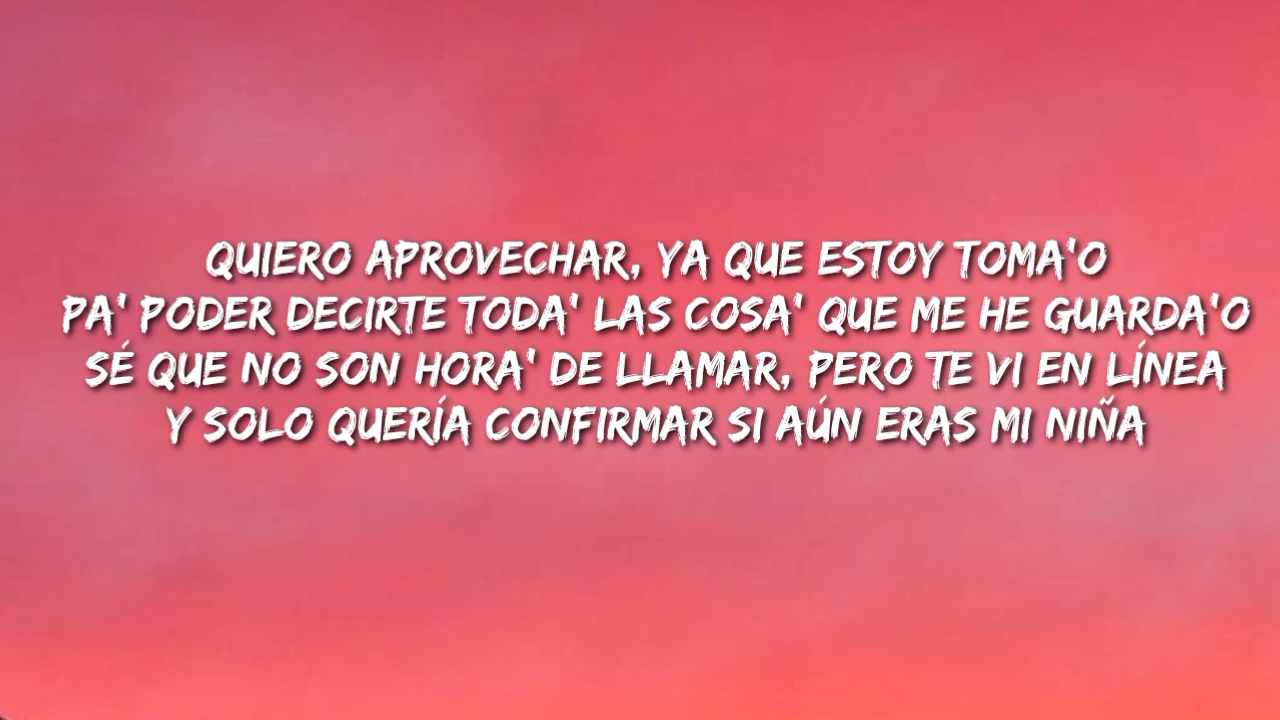 QUIERO APROVECHAR, YA QUE ESTOY TOMA'O
PA' PODER DECIRTE TODA' LAS COSA' QUE ME HE GUARDA'O
SÉ QUE NO SON HORA' DE LLAMAR, PERO TE VI EN LÍNEA
Y SOLO QUERÍA CONFIRMAR SI AÚN ERAS MI NIÑA